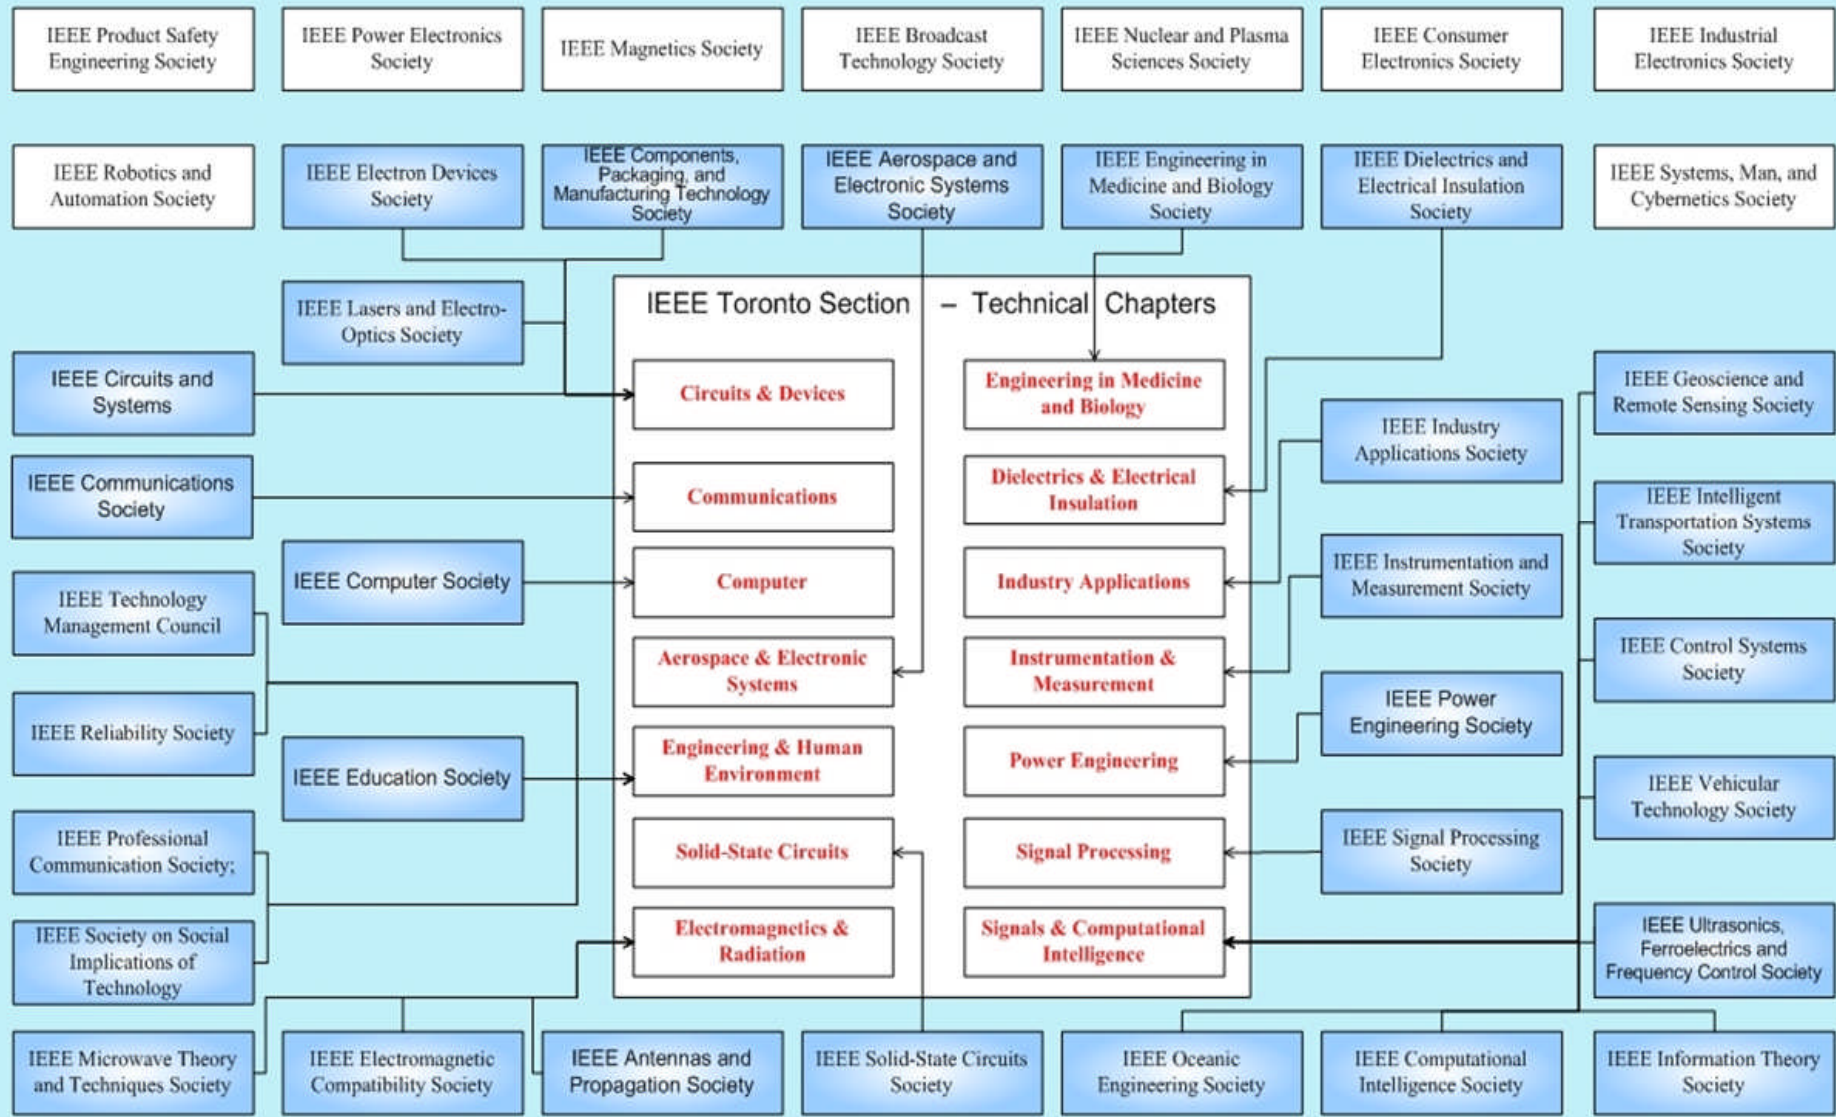 IEEE Product Safety
Engineering Society
IEEE Power Electronics
Society
IEEE Magnetics Society
IEEE Broadcast
Technology Society
IEEE Nuclear and Plasma
Sciences Society
IEEE Consumer
Electronics Society
IEEE Industrial
Electronics Society
IEEE Robotics and
Automation Society
IEEE Electron Devices
Society
IEEE Components,
Packaging, and
Manufacturing Technology
Society
IEEE Aerospace and
Electronic Systems
Society
IEEE Engineering in
Medicine and Biology
Society
IEEE Dielectrics and
Electrical Insulation
Society
IEEE Systems, Man, and
Cybernetics Society
IEEE Lasers and Electro-
Optics Society
IEEE Toronto Section – Technical Chapters
IEEE Circuits and
Systems
Circuits & Devices
Engineering in Medicine
and Biology
IEEE Geoscience and
Remote Sensing Society
IEEE Industry
Applications Society
IEEE Communications
Society
Communications
Dielectrics & Electrical
Insulation
IEEE Intelligent
Transportation Systems
Society
IEEE Computer Society
Computer
Industry Applications
IEEE Instrumentation and
Measurement Society
IEEE Technology
Management Council
Aerospace & Electronic
Systems
Instrumentation &
Measurement
IEEE Control Systems
Society
IEEE Power
Engineering Society
IEEE Reliability Society
IEEE Education Society
Engineering & Human
Environment
Power Engineering
IEEE Vehicular
Technology Society
IEEE Professional
Communication Society;
Solid-State Circuits
Signal Processing
IEEE Signal Processing
Society
IEEE Society on Social
Implications of
Technology
Electromagnetics &
Radiation
Signals & Computational
Intelligence
IEEE Ultrasonics,
Ferroelectrics and
Frequency Control Society
IEEE Microwave Theory
and Techniques Society
IEEE Electromagnetic
Compatibility Society
IEEE Antennas and
Propagation Society
IEEE Solid-State Circuits
Society
IEEE Oceanic
Engineering Society
IEEE Computational
Intelligence Society
IEEE Information Theory
Society